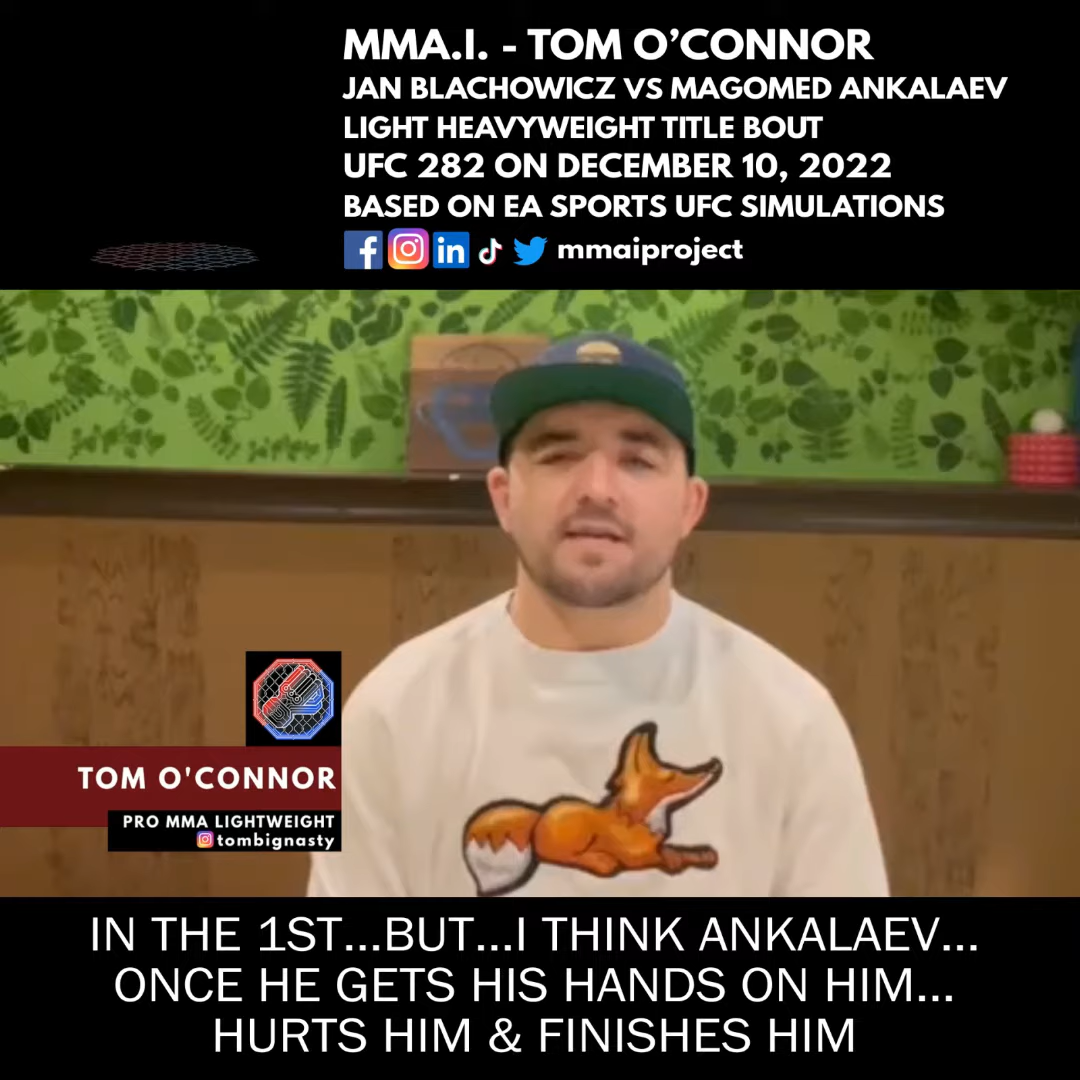 MMA.I. - TOM O’CONNOR
JAN BLACHOWICZ VS MAGOMED ANKALAEV
LIGHT HEAVYWEIGHT TITLE BOUT
UFC 282 ON DECEMBER 10, 2022
BASED ON EA SPORTS UFC SIMULATIONS
mmaiproject
TOM O'CONNOR
PRO MMA LIGHTWEIGHT
tombignasty
IN THE 1ST...BUT...I THINK ANKALAEV...
ONCE HE GETS HIS HANDS ON HIM...
HURTS HIM & FINISHES HIM